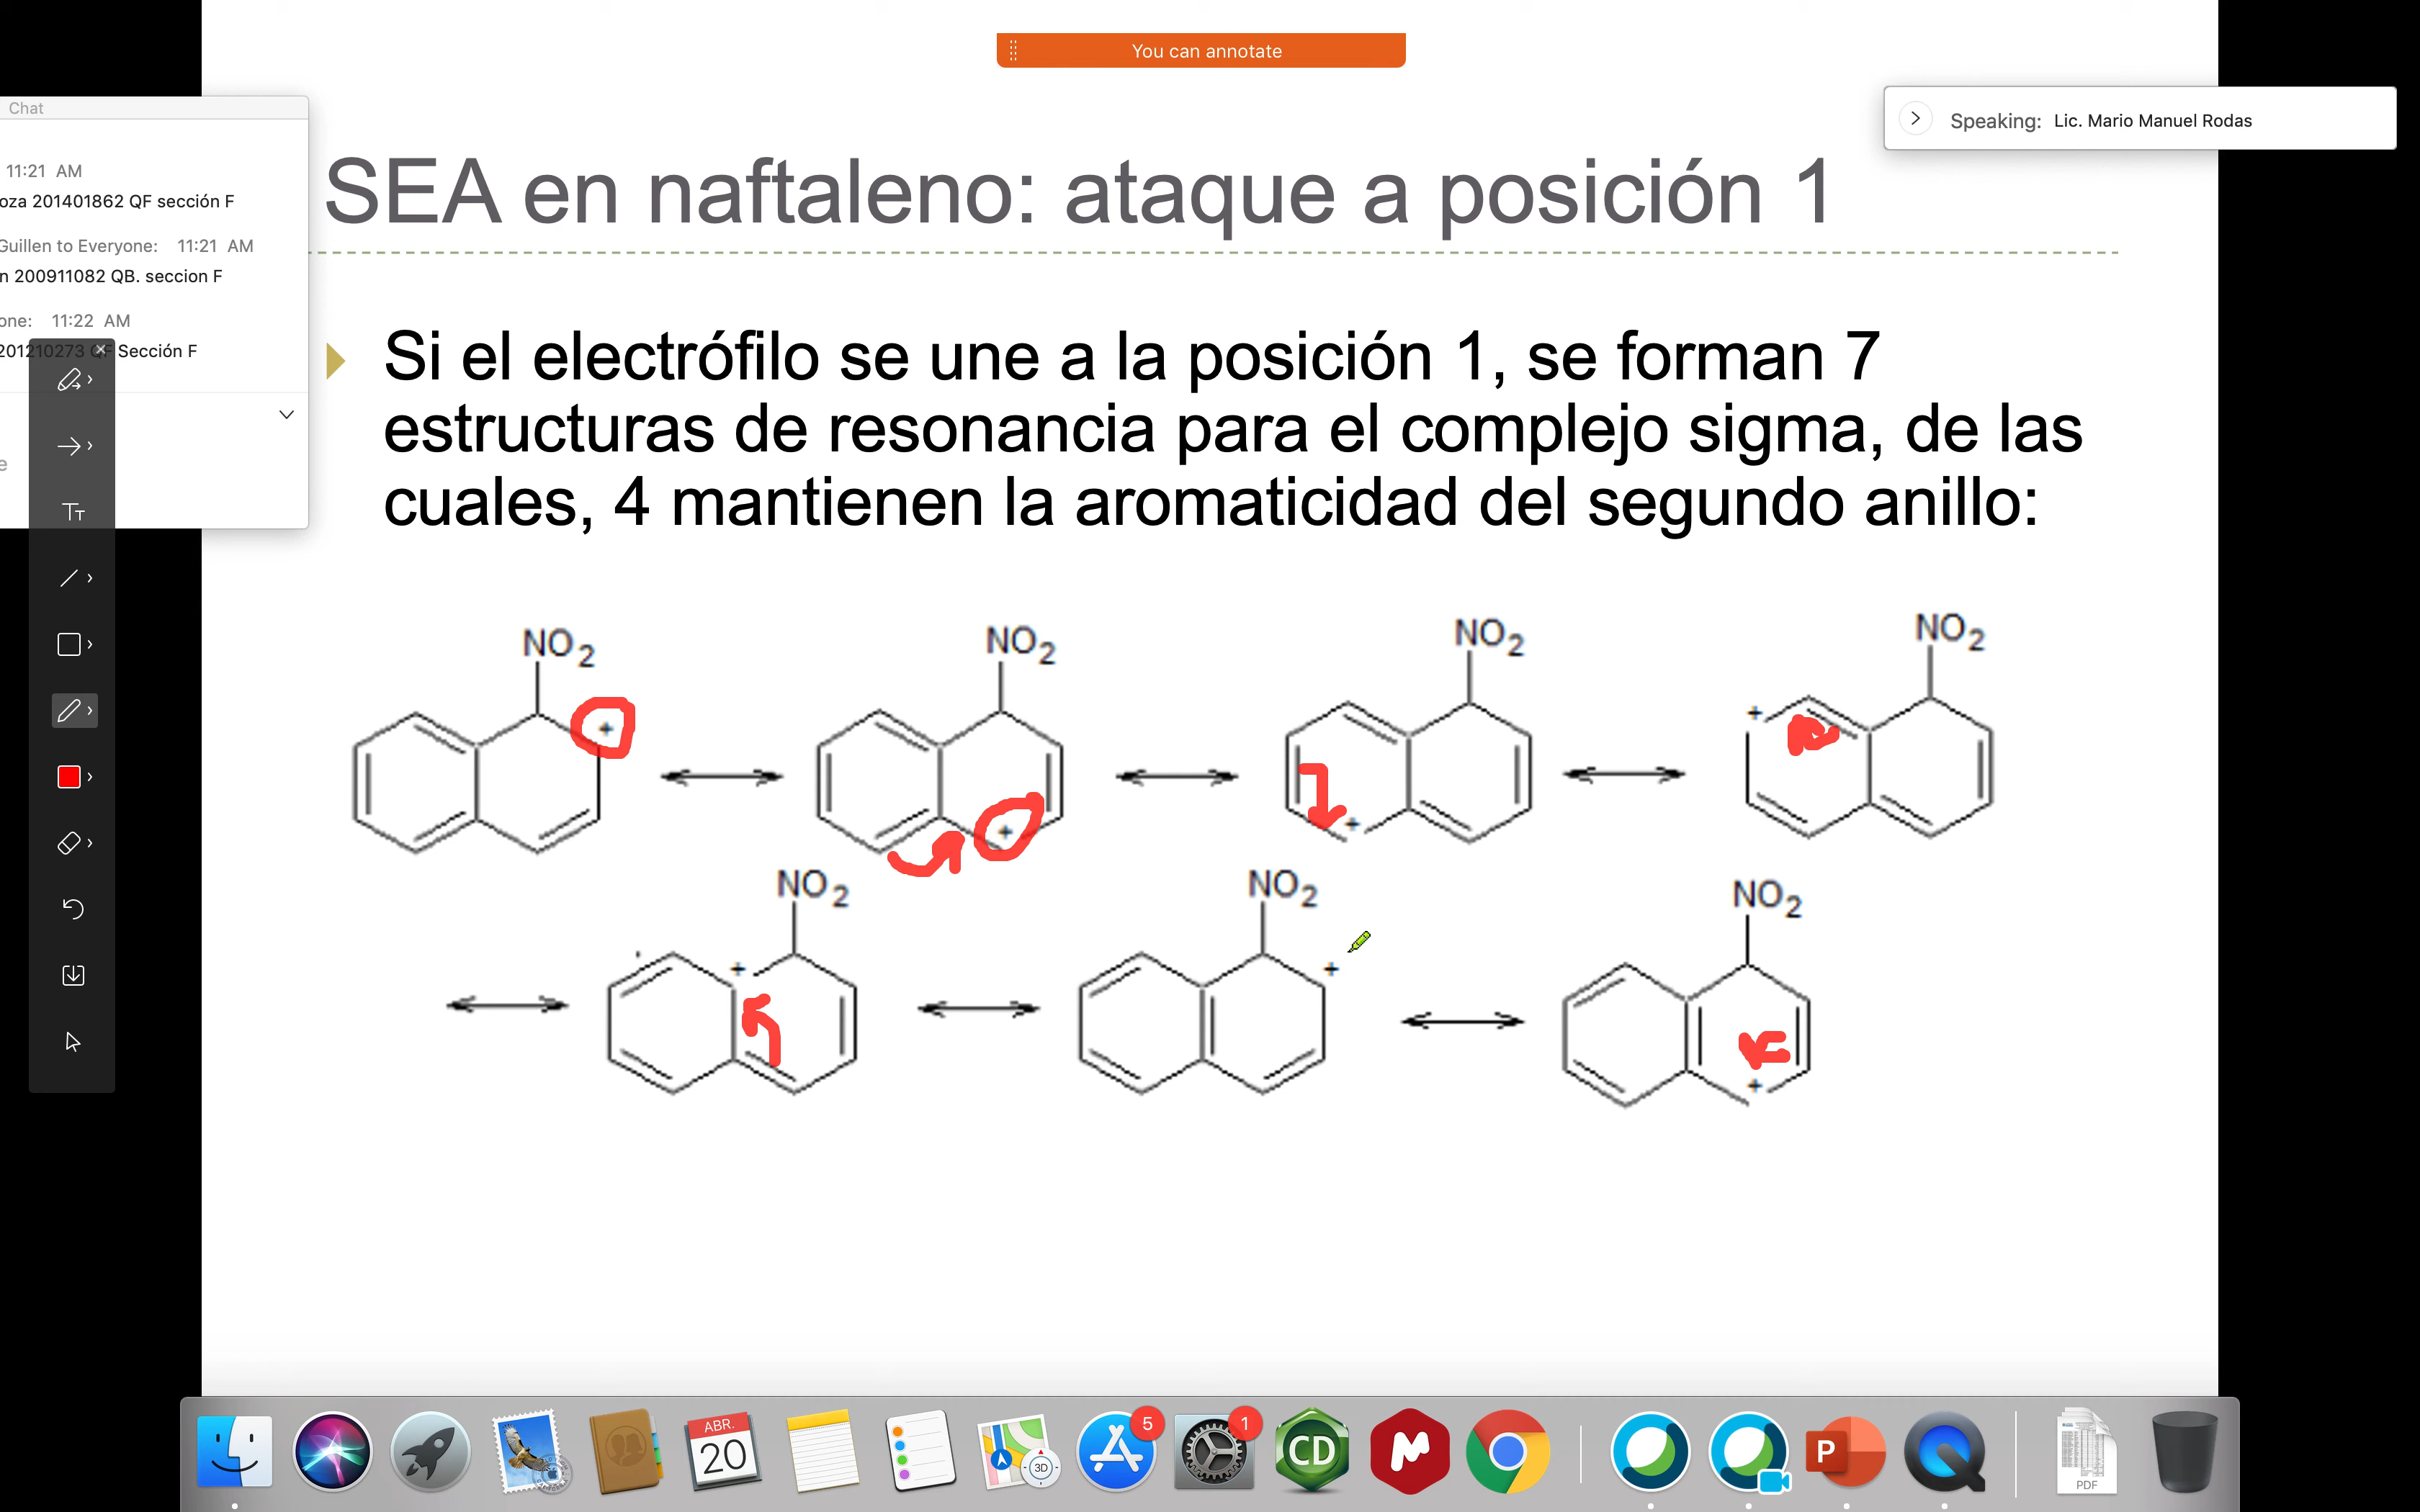 You can annotate
Chat
Speaking: Lic. Mario Manuel Rodas
11:21 AM
oza 201401862 QF sección F
Guillen to Everyone: 11:21 AM
n 200911082 QB. seccion F
one: 11:22 AM
201210273 QF Sección F
e
SEA en naftaleno: ataque a posición 1
Si el electrófilo se une a la posición 1, se forman 7
estructuras de resonancia para el complejo sigma, de las
cuales, 4 mantienen la aromaticidad del segundo anillo:
NO2 NO2 NO2 NO2
+ + + +
NO2 NO2 NO2
+ + +
ABR.
20
3D
5
1
CD
P
PDF